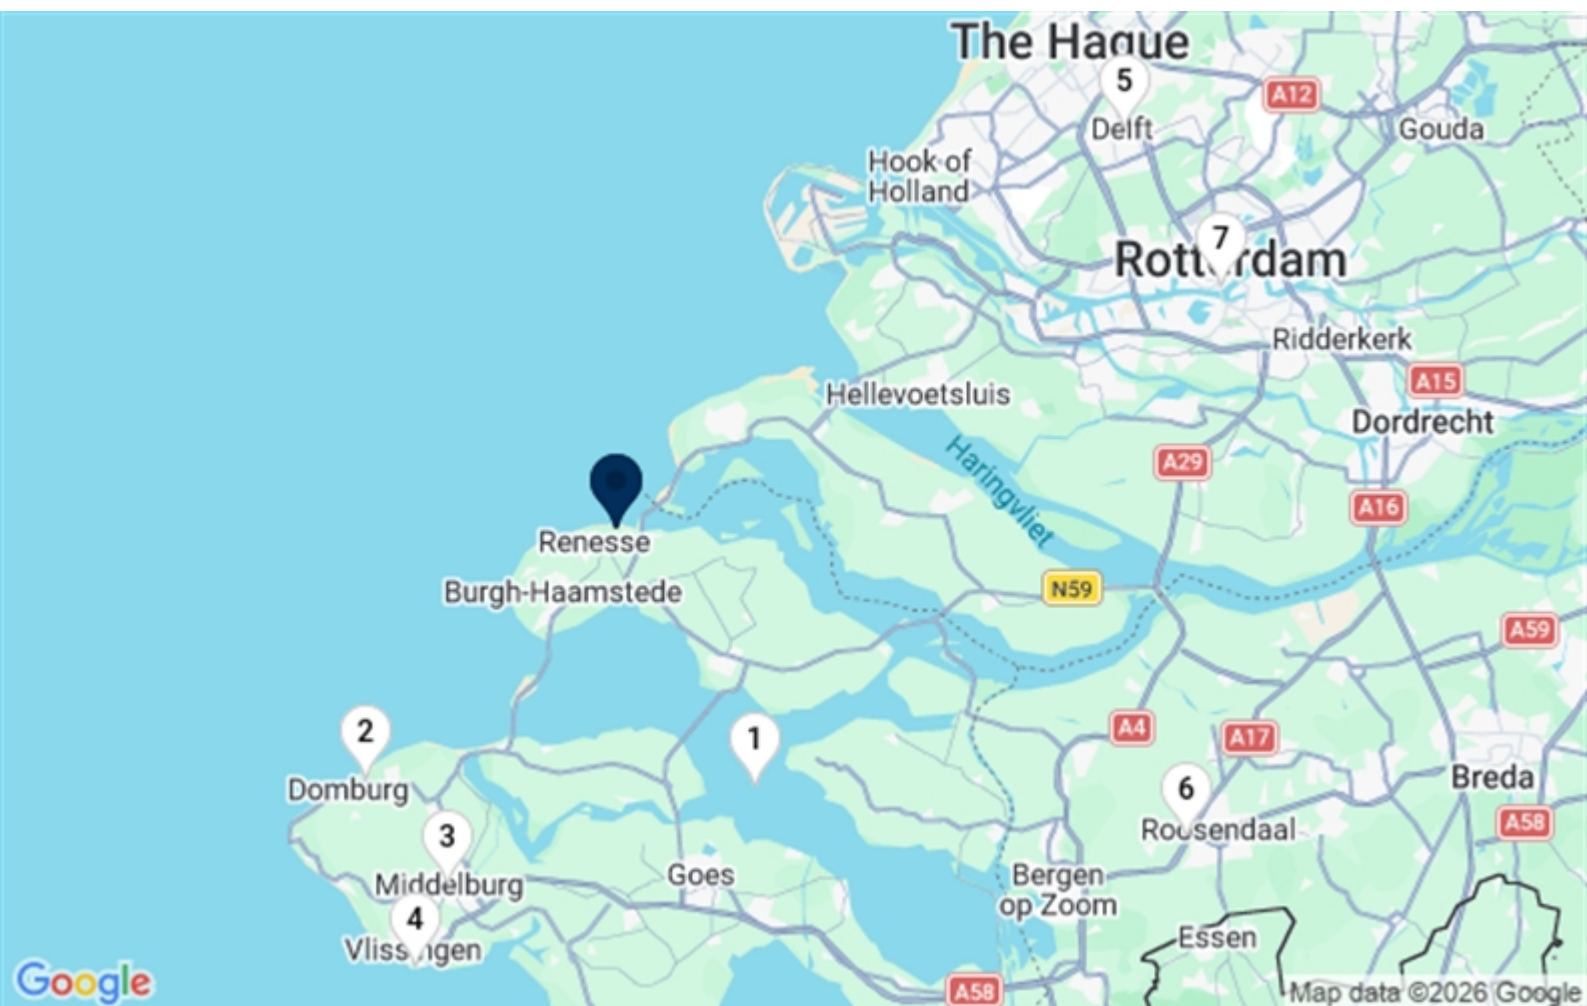 The Hague
5
A12
Delft
Gouda
Hook of
Holland
7
Rotterdam
Ridderkerk
A15
Hellevoetsluis
Dordrecht
Haringvliet
A29
A16
Renesse
Burgh-Haamstede
N59
A59
2
1
A4
A17
Domburg
6
Breda
3
Roosendaal
A58
Middelburg
Goes
Bergen
op Zoom
4
Vlissingen
Essen
Google
A58
Map data ©2026 Google